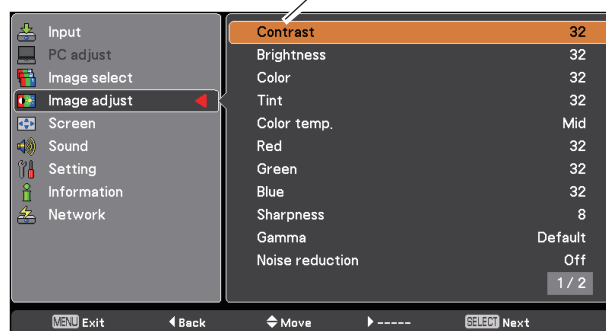 Input
PC adjust
Image select
Image adjust
Screen
Sound
Setting
Information
Network
Contrast 32
Brightness 32
Color 32
Tint 32
Color temp. Mid
Red 32
Green 32
Blue 32
Sharpness 8
Gamma Default
Noise reduction Off
1 / 2
MENU Exit Back Move ----- SELECT Next